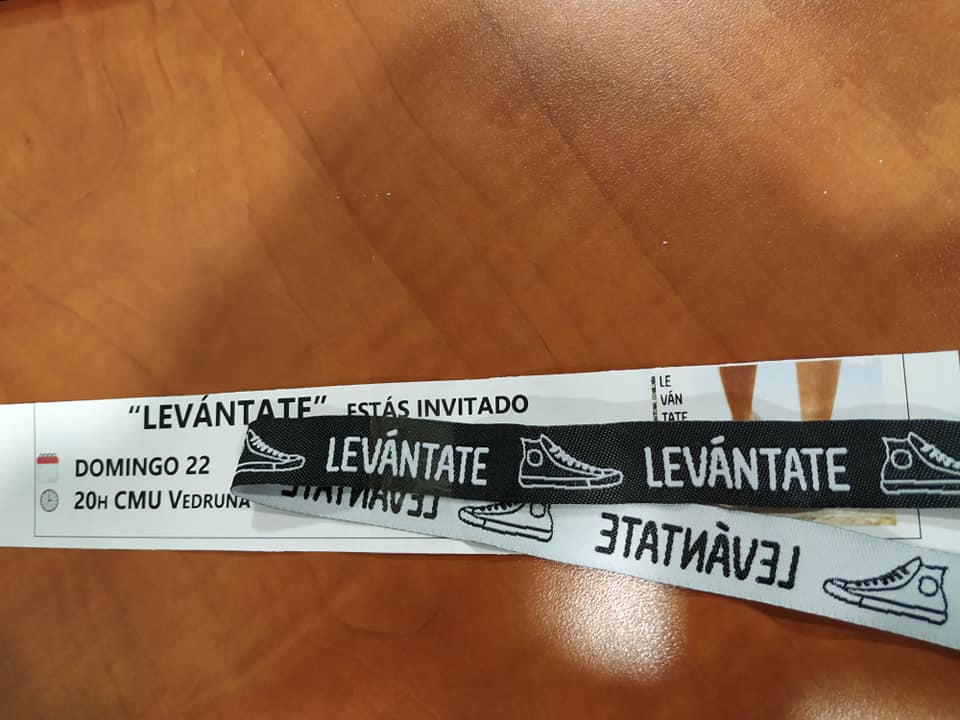 “LEVÁNTATE” ESTÁS INVITADO
DOMINGO 22
20H CMU VEDRUNA
LE
VÁN
TATE
LEVÁNTATE LEVÁNTATE
LEVÁNTATE
LEVÁNTATE